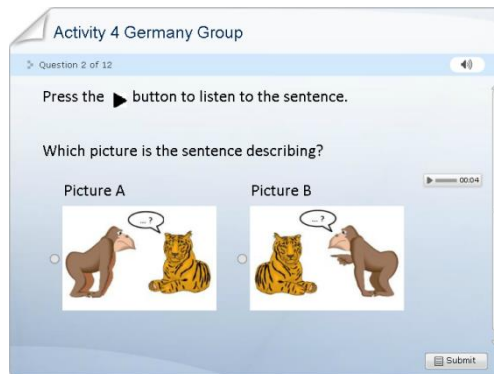 Activity 4 Germany Group
Question 2 of 12
Press the ▶ button to listen to the sentence.
Which picture is the sentence describing?
00:04
Picture A Picture B
...? ...?
Submit